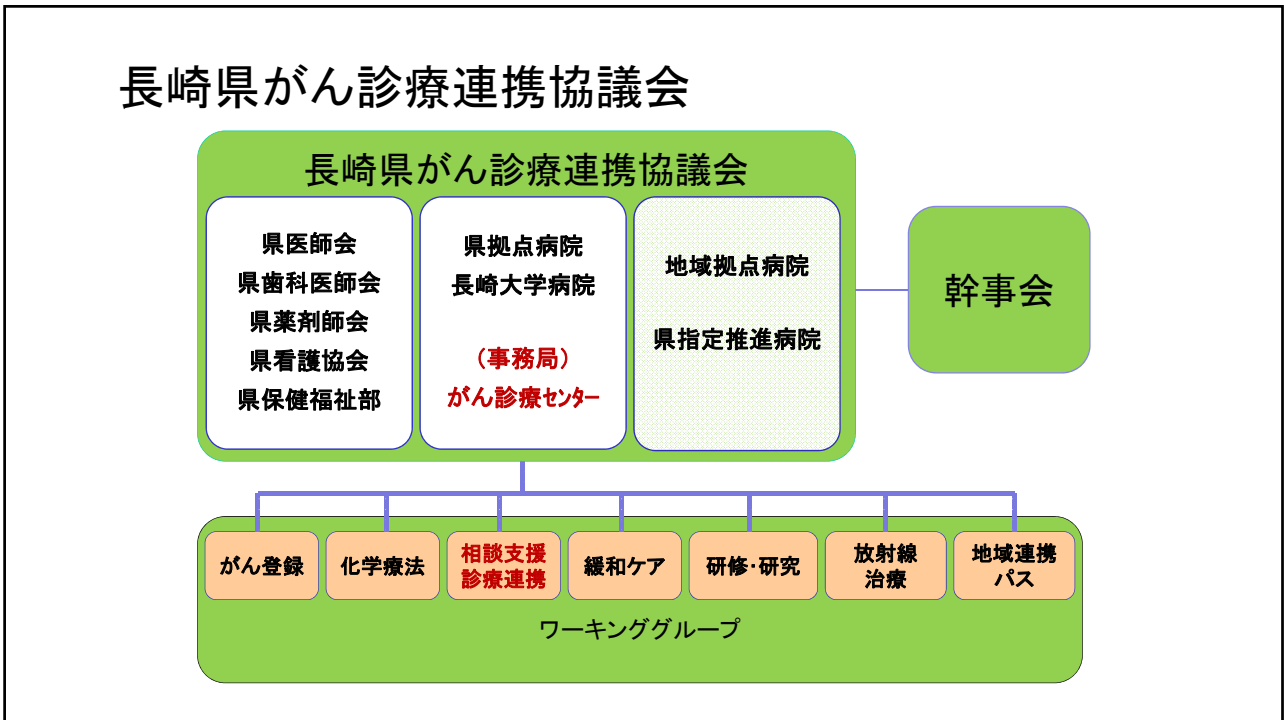 長崎県がん診療連携協議会
長崎県がん診療連携協議会
県医師会
県歯科医師会
県薬剤師会
県看護協会
県保健福祉部
県拠点病院
長崎大学病院
（事務局）
がん診療ｾﾝﾀｰ
地域拠点病院
県指定推進病院
幹事会
がん登録
化学療法
相談支援
診療連携
緩和ケア
研修・研究
放射線
治療
地域連携
パス
ワーキンググループ